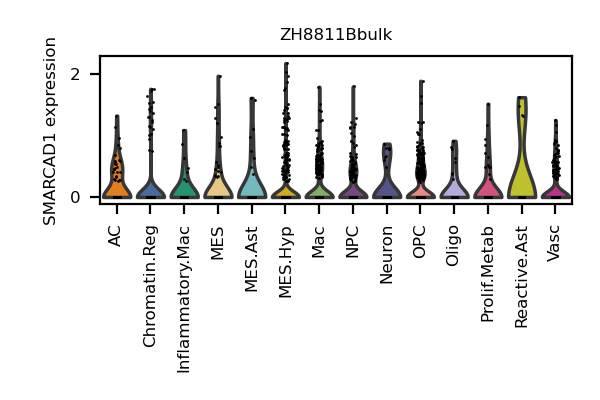 ZH8811Bbulk
SMARCAD1 expression
2
0
AC
Chromatin.Reg
Inflammatory.Mac
MES
MES.Ast
MES.Hyp
Mac
NPC
Neuron
OPC
Oligo
Prolif.Metab
Reactive.Ast
Vasc